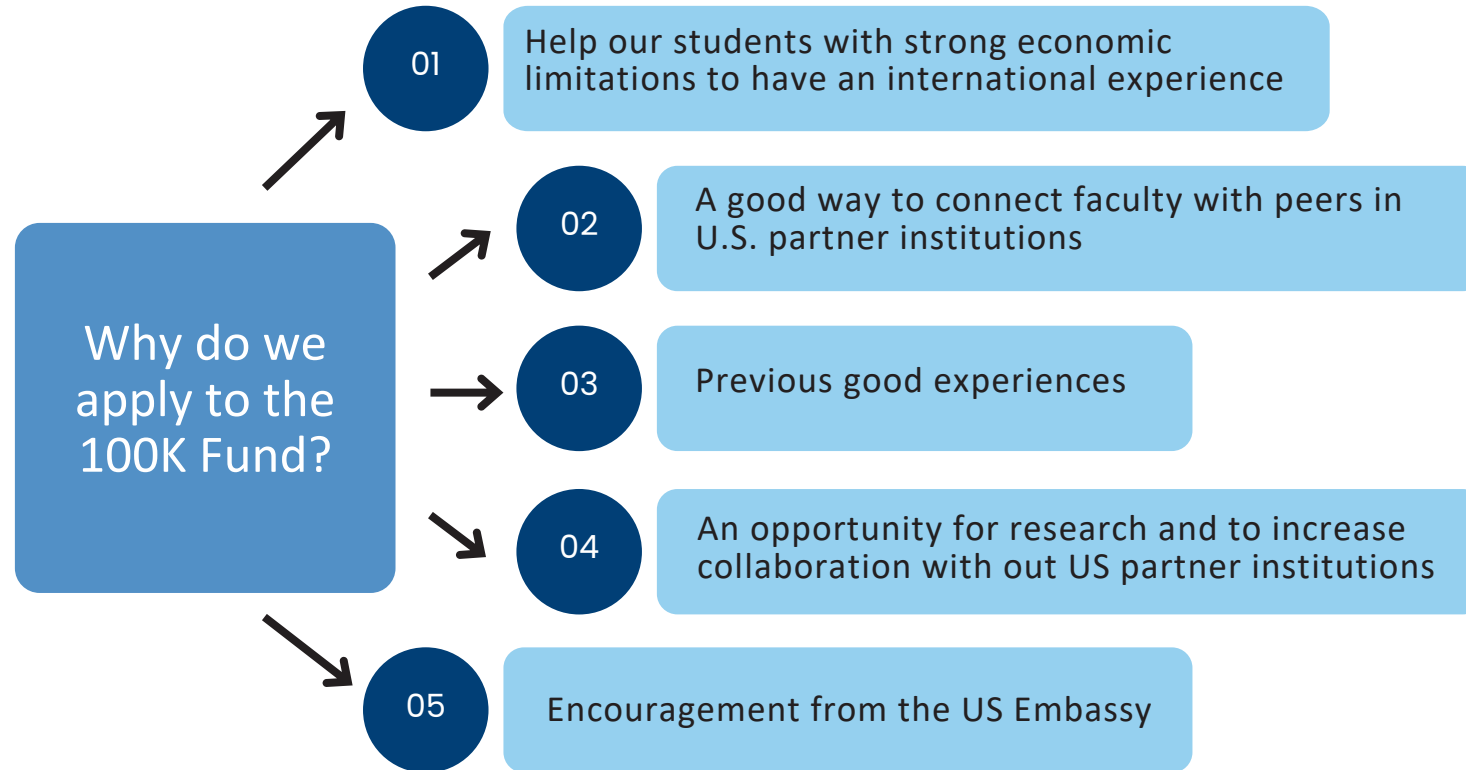 Why do we
apply to the
100K Fund?
01
Help our students with strong economic
limitations to have an international experience
02
A good way to connect faculty with peers in
U.S. partner institutions
03
Previous good experiences
04
An opportunity for research and to increase
collaboration with out US partner institutions
05
Encouragement from the US Embassy